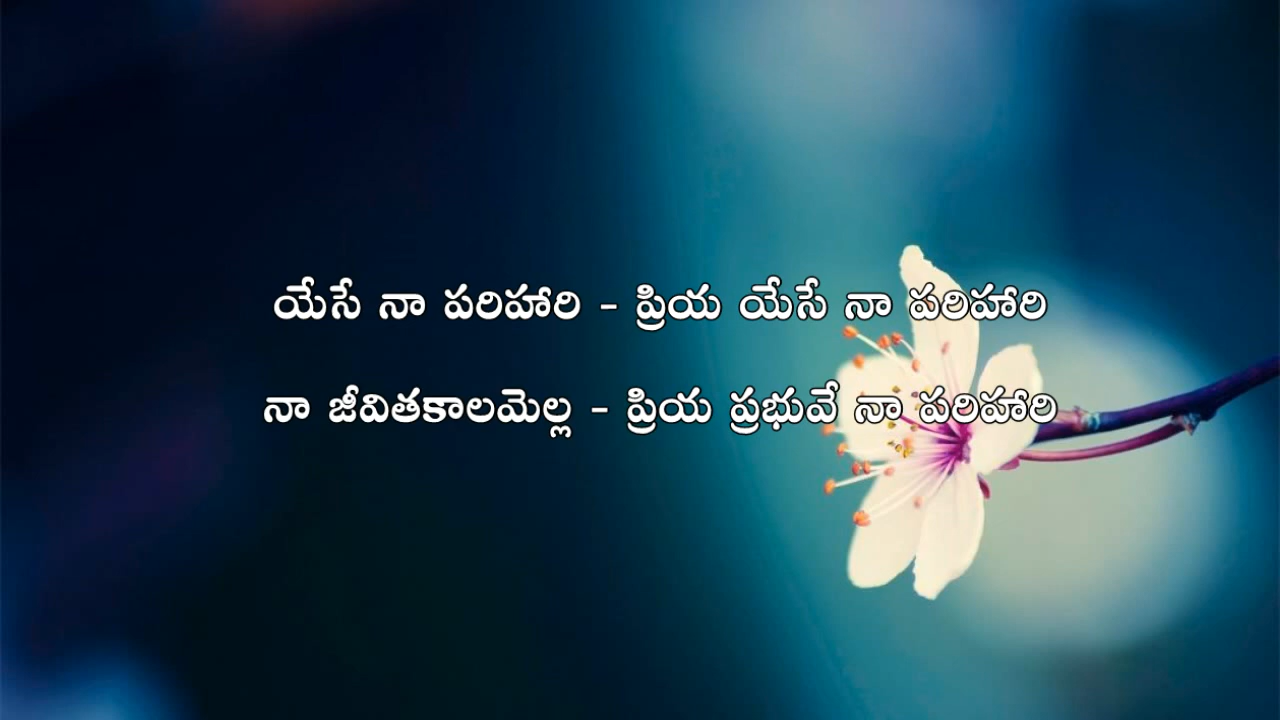 యేసే నా పరిహారి - ప్రియ యేసే నా పరిహారి
నా జీవితకాలమెల్ల - ప్రియ ప్రభువే నా పరిహారి